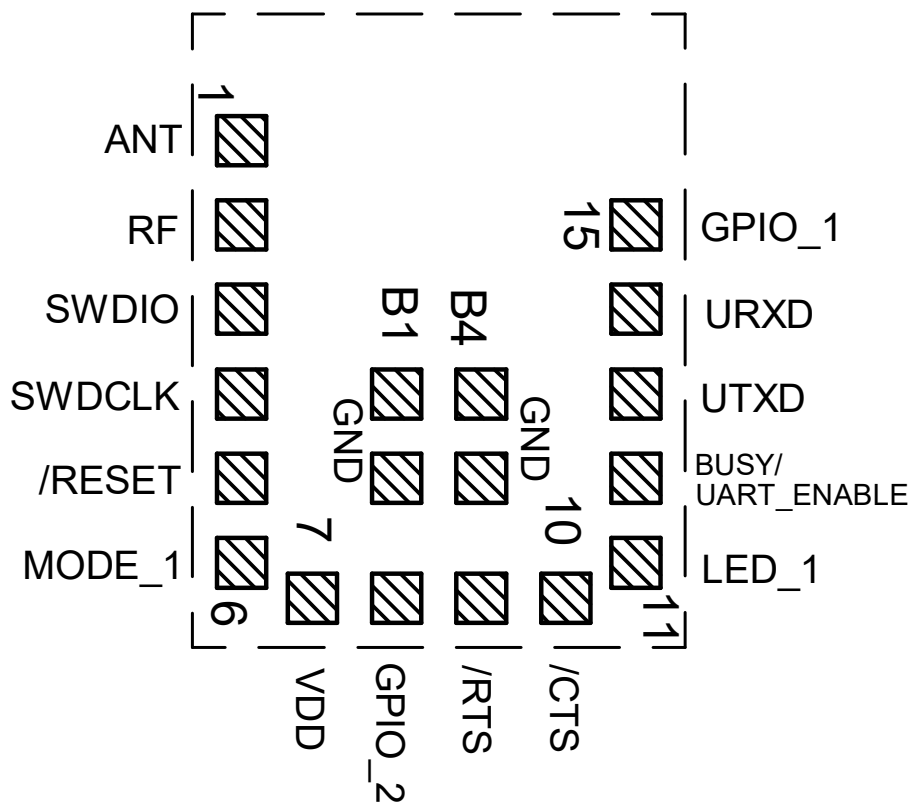 1
ANT
RF
15
GPIO_1
SWDIO
B1
B4
URXD
SWDCLK
GND
GND
UTXD
/RESET
BUSY/
UART_ENABLE
7
10
MODE_1
LED_1
6
11
VDD
GPIO_2
/RTS
/CTS